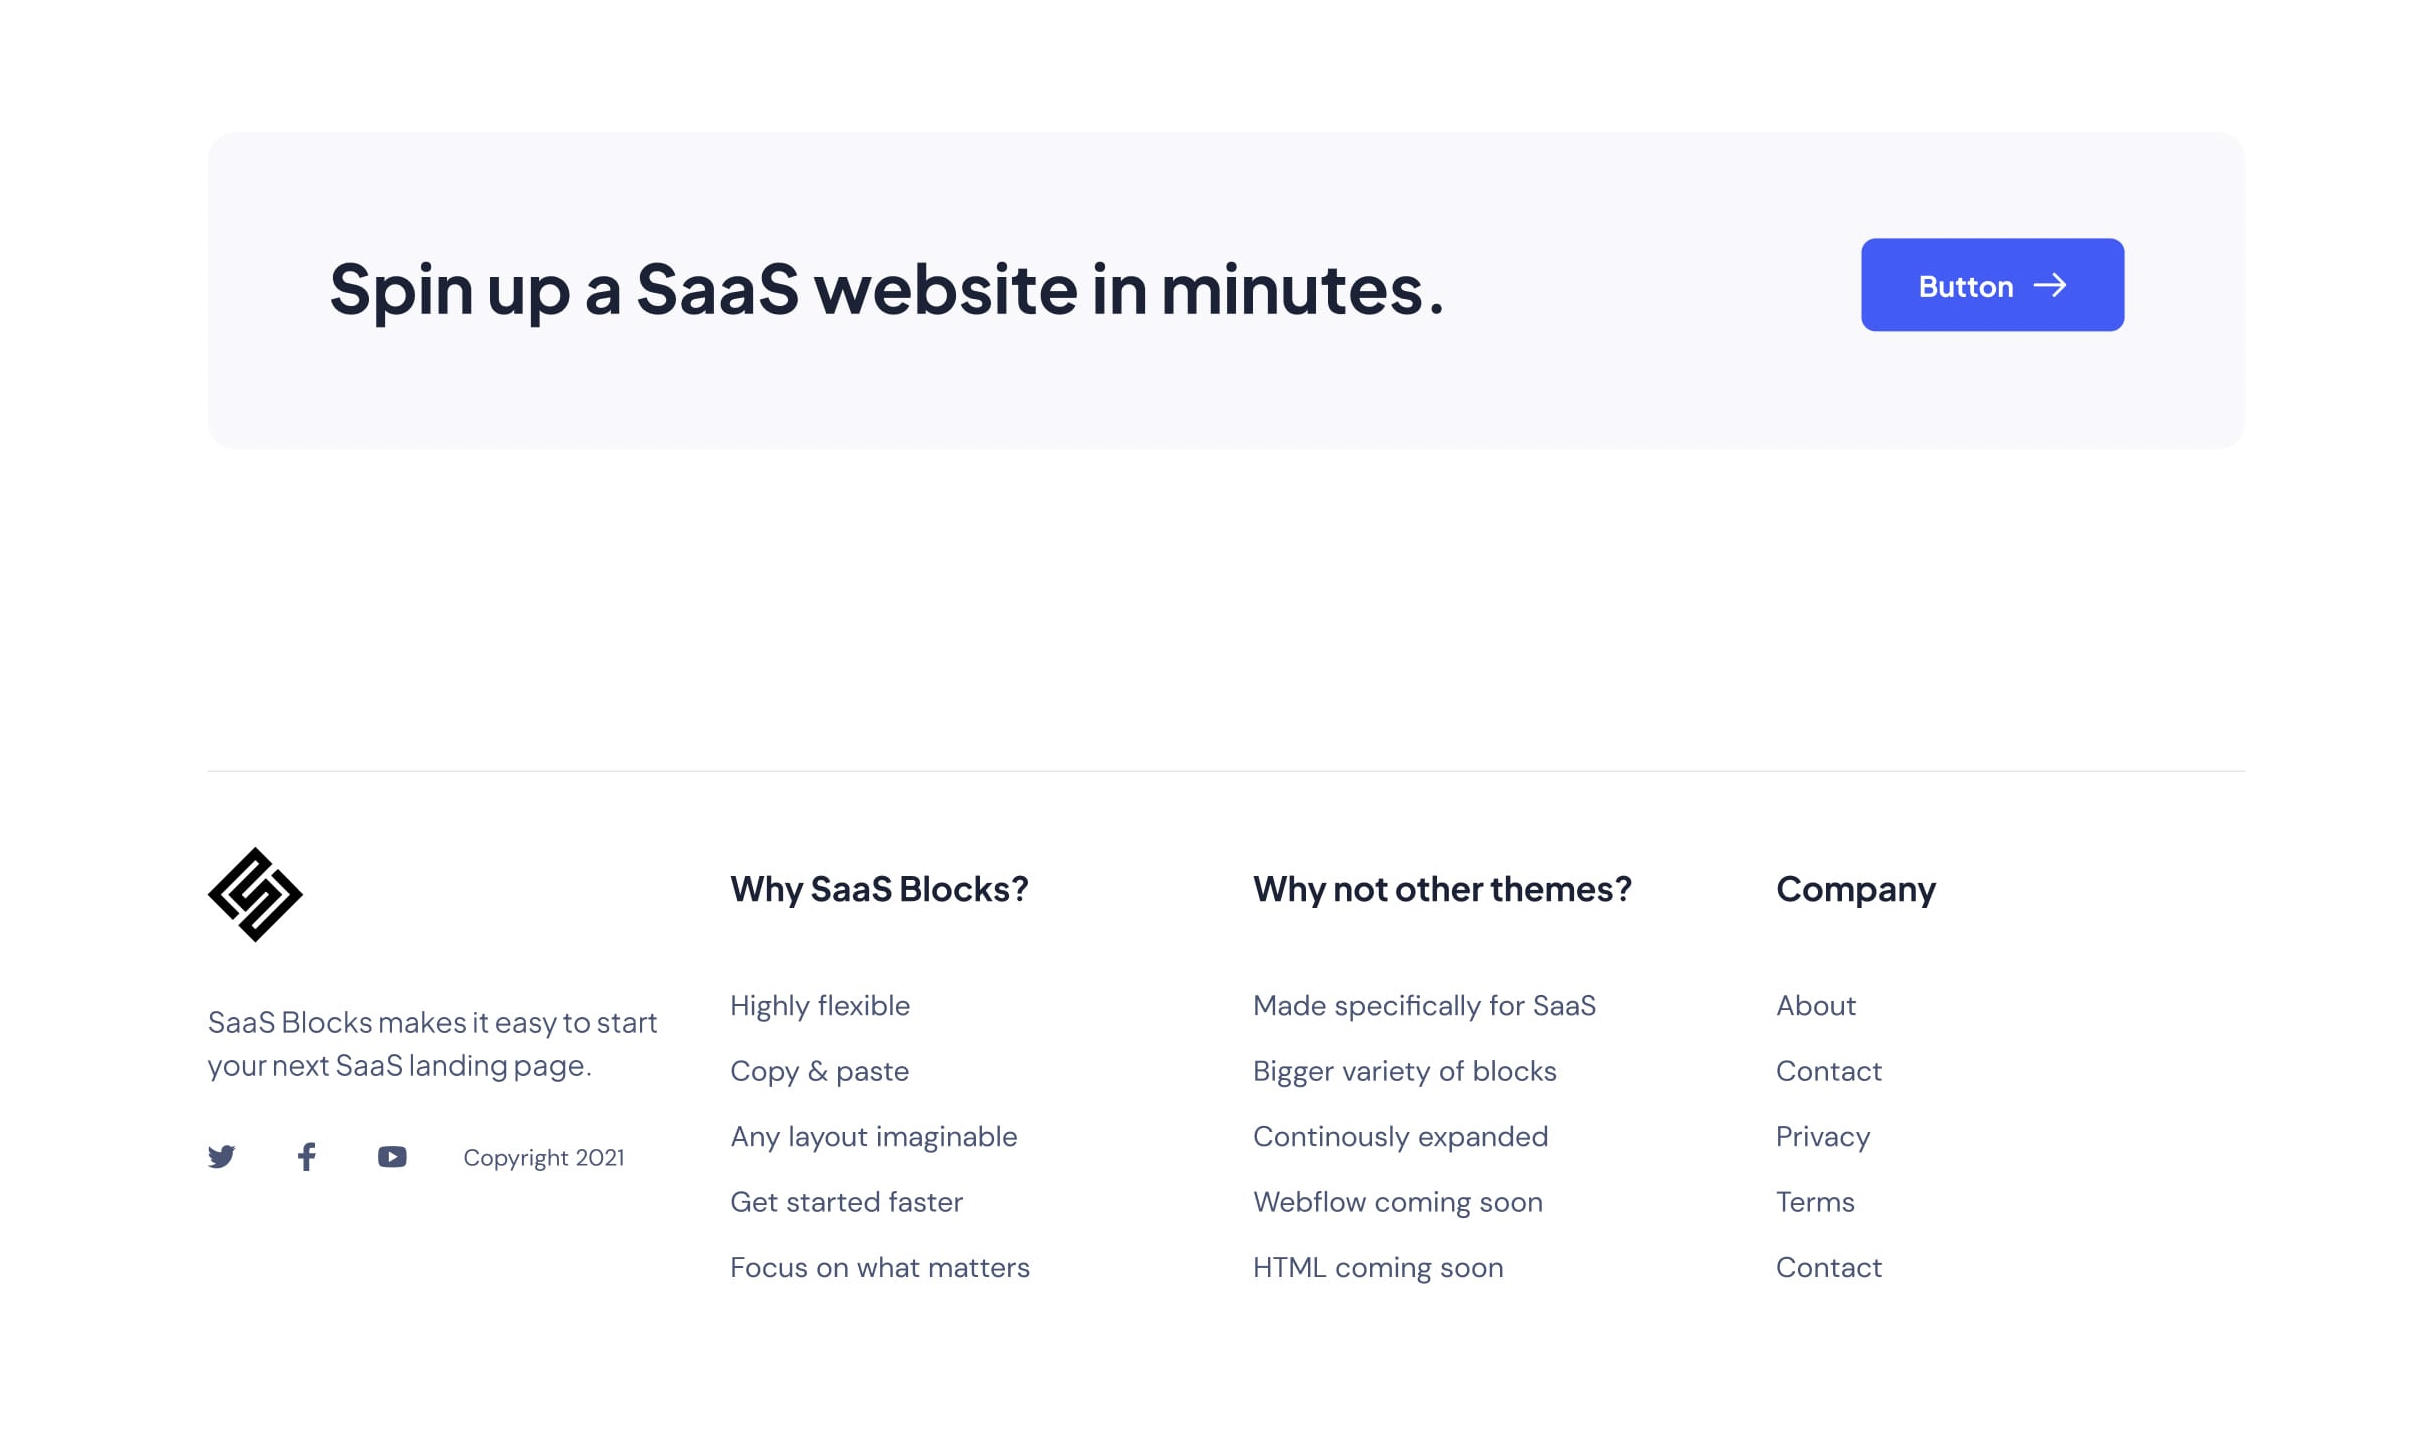 Spin up a SaaS website in minutes.
Button
SaaS Blocks makes it easy to start
your next SaaS landing page.
Copyright 2021
Why SaaS Blocks?
Highly flexible
Copy & paste
Any layout imaginable
Get started faster
Focus on what matters
Why not other themes?
Made specifically for SaaS
Bigger variety of blocks
Continously expanded
Webflow coming soon
HTML coming soon
Company
About
Contact
Privacy
Terms
Contact